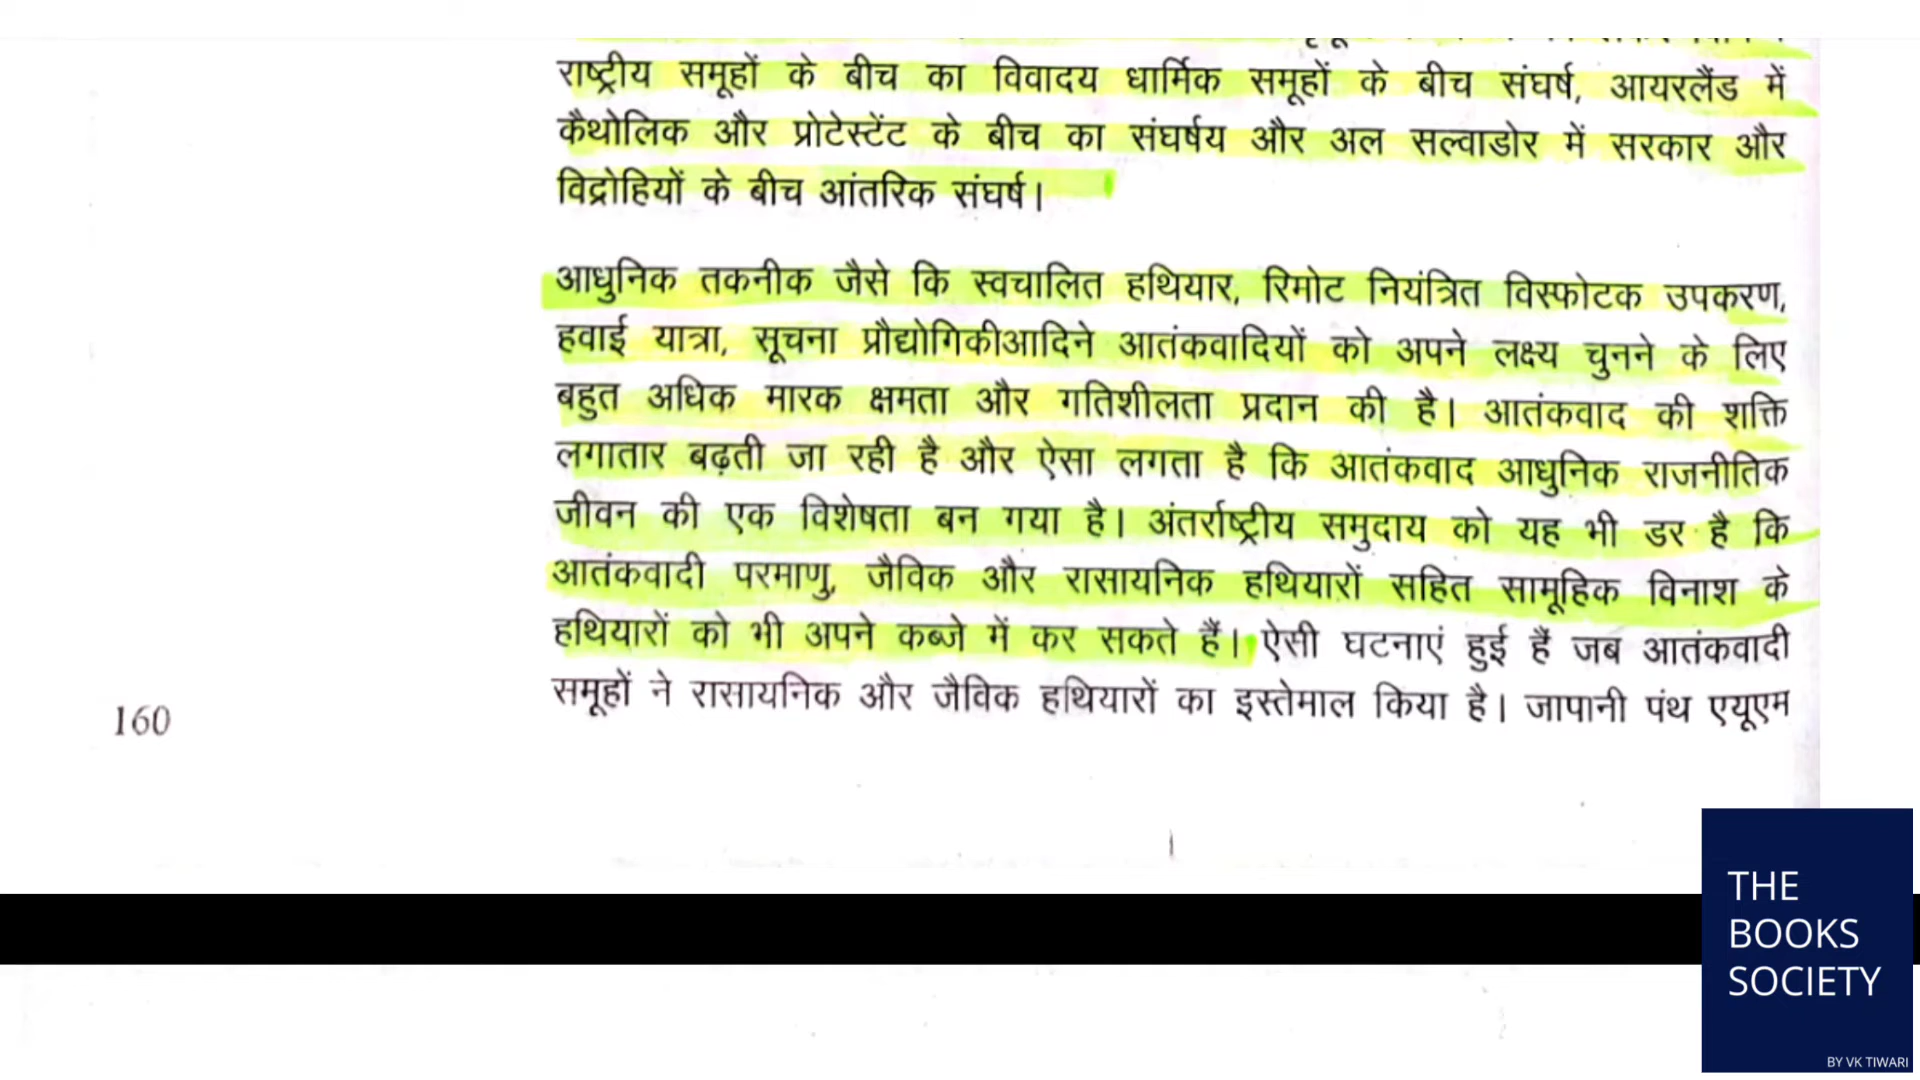 राष्ट्रीय समूहों के बीच का विवादय धार्मिक समूहों के बीच संघर्ष, आयरलैंड में
कैथोलिक और प्रोटेस्टेंट के बीच का संघर्षय और अल सल्वाडोर में सरकार और
विद्रोहियों के बीच आंतरिक संघर्ष।
आधुनिक तकनीक जैसे कि स्वचालित हथियार, रिमोट नियंत्रित विस्फोटक उपकरण,
हवाई यात्रा, सूचना प्रौद्योगिकीआदिने आतंकवादियों को अपने लक्ष्य चुनने के लिए
बहुत अधिक मारक क्षमता और गतिशीलता प्रदान की है। आतंकवाद की शक्ति
लगातार बढ़ती जा रही है और ऐसा लगता है कि आतंकवाद आधुनिक राजनीतिक
जीवन की एक विशेषता बन गया है। अंतर्राष्ट्रीय समुदाय को यह भी डर है कि
आतंकवादी परमाणु, जैविक और रासायनिक हथियारों सहित सामूहिक विनाश के
हथियारों को भी अपने कब्जे में कर सकते हैं। ऐसी घटनाएं हुई हैं जब आतंकवादी
समूहों ने रासायनिक और जैविक हथियारों का इस्तेमाल किया है। जापानी पंथ एयूएम
160
THE
BOOKS
SOCIETY
BY VK TIWARI